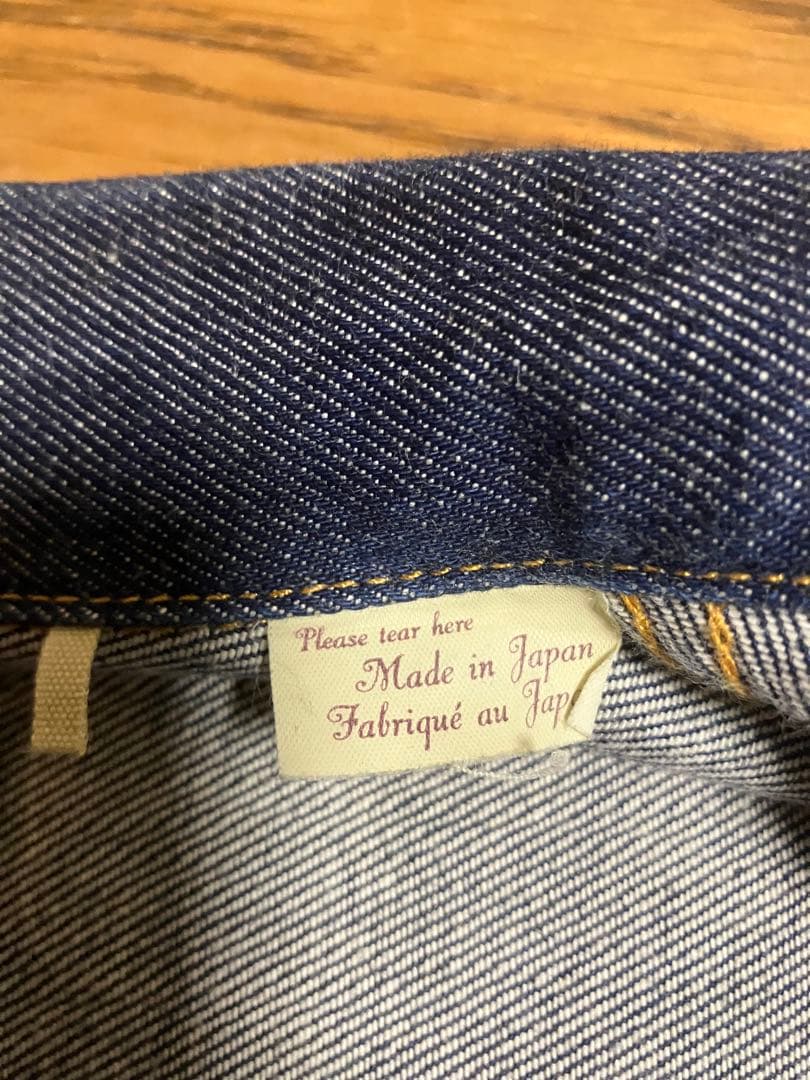 Please tear here
Made in Japan
Fabriqué au Jap